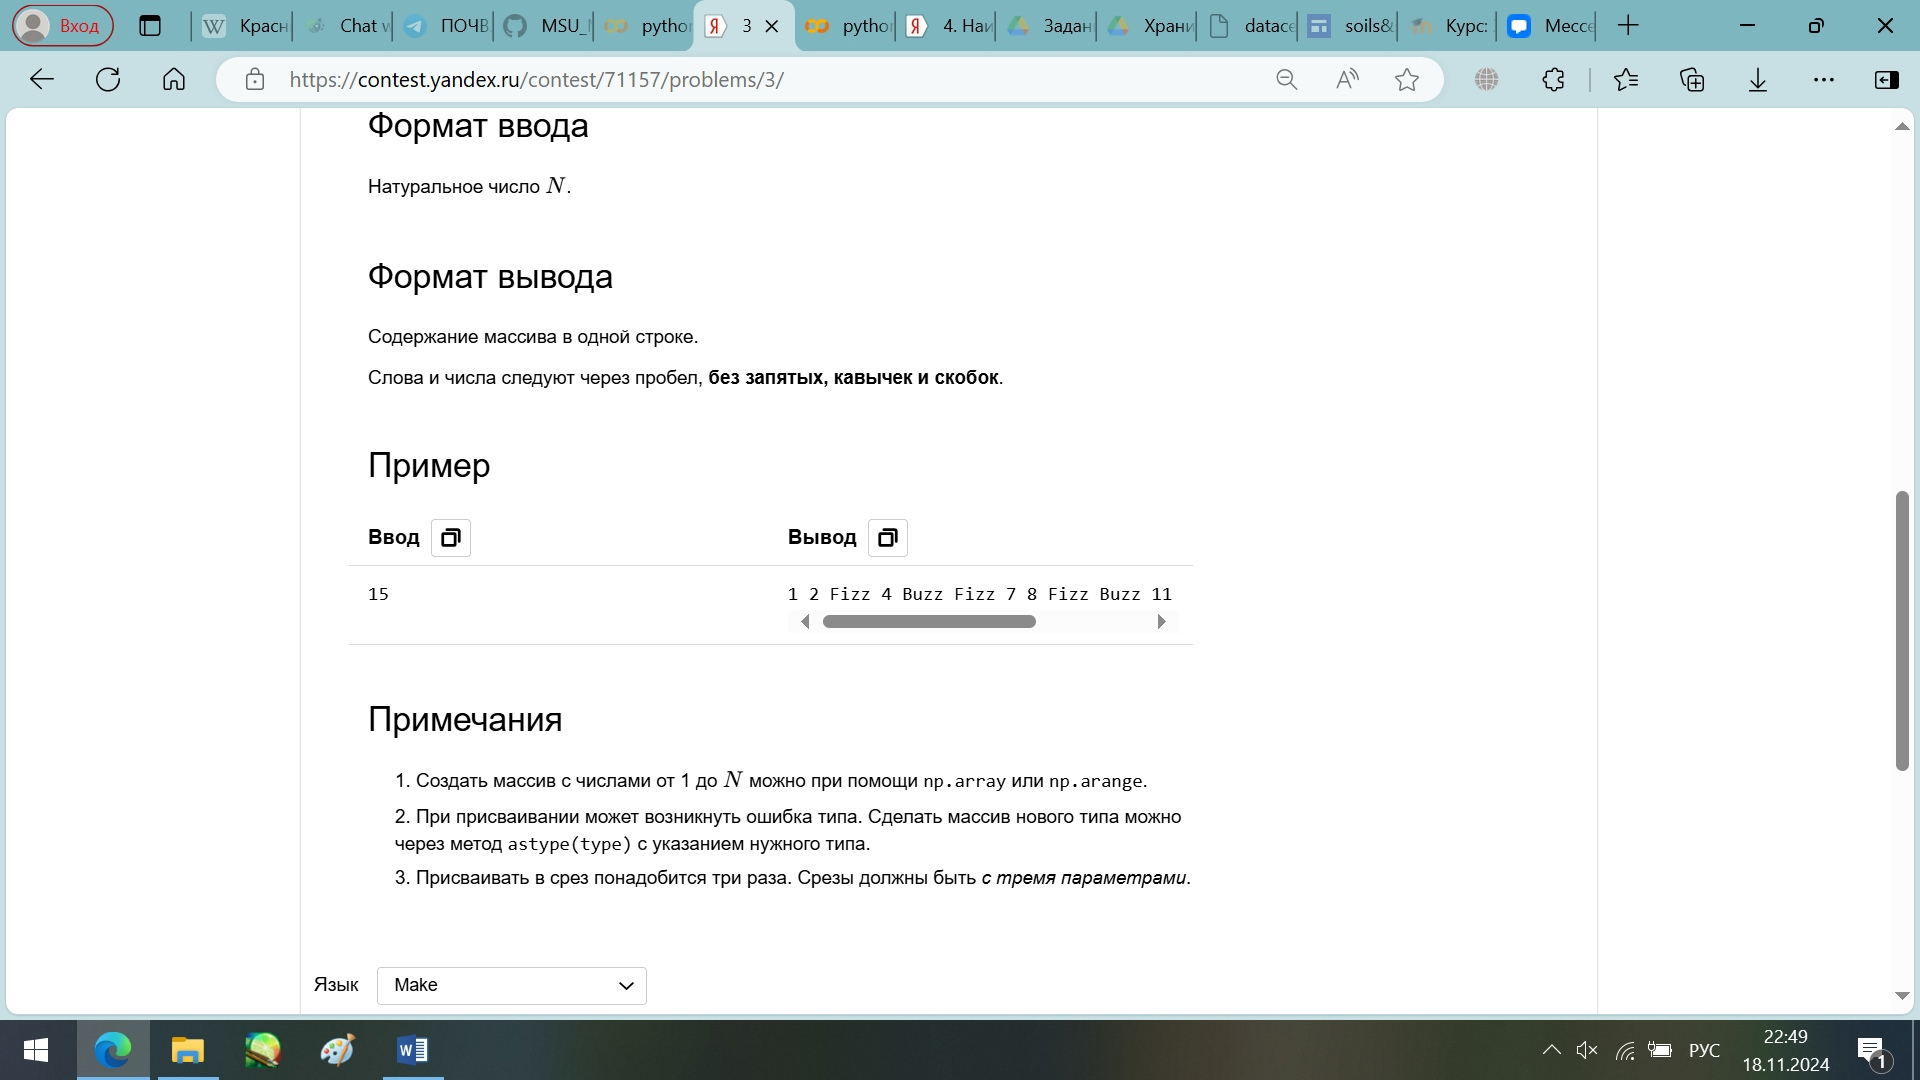 Вход
Красн
Chat w
ПОЧВ
MSU_
pytho
3
pytho
4. Наи
Задан
Храни
datace
soils&
Курс:
Мессе
https://contest.yandex.ru/contest/71157/problems/3/
Формат ввода
Натуральное число N.
Формат вывода
Содержание массива в одной строке.
Слова и числа следуют через пробел, без запятых, кавычек и скобок.
Пример
Ввод Вывод
15 1 2 Fizz 4 Buzz Fizz 7 8 Fizz Buzz 11
Примечания
1. Создать массив с числами от 1 до N можно при помощи np.array или np.arange.
2. При присваивании может возникнуть ошибка типа. Сделать массив нового типа можно
через метод astype(type) с указанием нужного типа.
3. Присваивать в срез понадобится три раза. Срезы должны быть с тремя параметрами.
Язык Make
22:49
РУС
18.11.2024
1